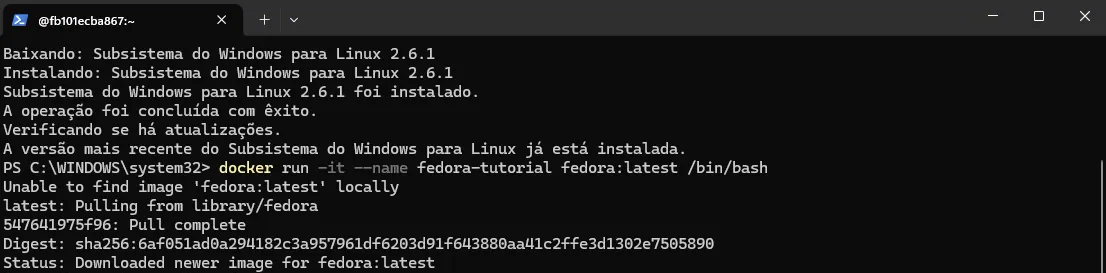 @fb101ecba867:~
Baixando: Subsistema do Windows para Linux 2.6.1
Instalando: Subsistema do Windows para Linux 2.6.1
Subsistema do Windows para Linux 2.6.1 foi instalado.
A operação foi concluída com êxito.
Verificando se há atualizações.
A versão mais recente do Subsistema do Windows para Linux já está instalada.
PS C:\WINDOWS\system32> docker run -it --name fedora-tutorial fedora:latest /bin/bash
Unable to find image 'fedora:latest' locally
latest: Pulling from library/fedora
547641975f96: Pull complete
Digest: sha256:6af051ad0a294182c3a957961df6203d91f643880aa41c2ffe3d1302e7505890
Status: Downloaded newer image for fedora:latest